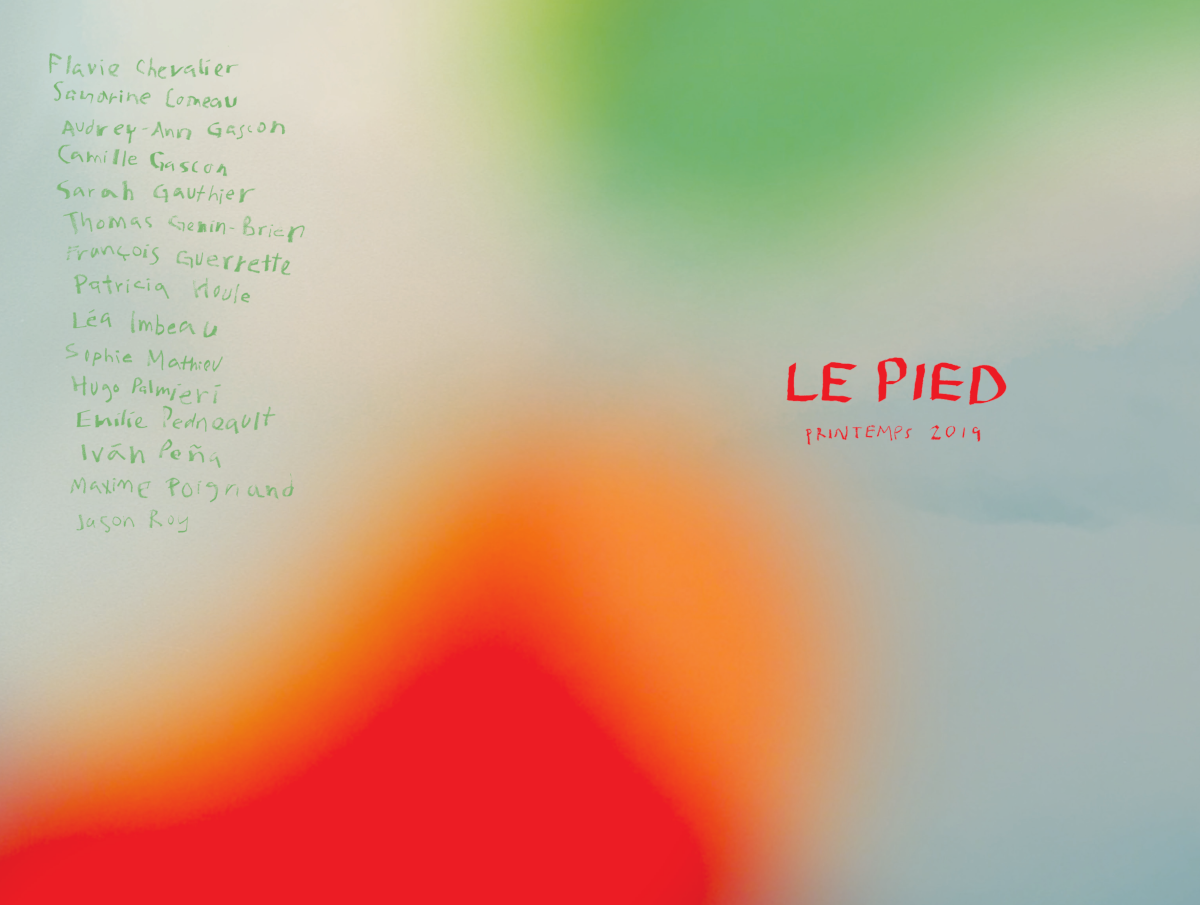 Flavie Chevalier
Sandrine Comeau
Audrey-Ann Gascon
Camille Gascon
Sarah Gauthier
Thomas Genin-Brien
François Guerrette
Patricia Houle
Léa Imbeau
Sophie Mathieu
Hugo Palmieri
Emilie Pedneault
Iván Peña
Maxime Poignand
Jason Roy
LE PIED
PRINTEMPS 2019